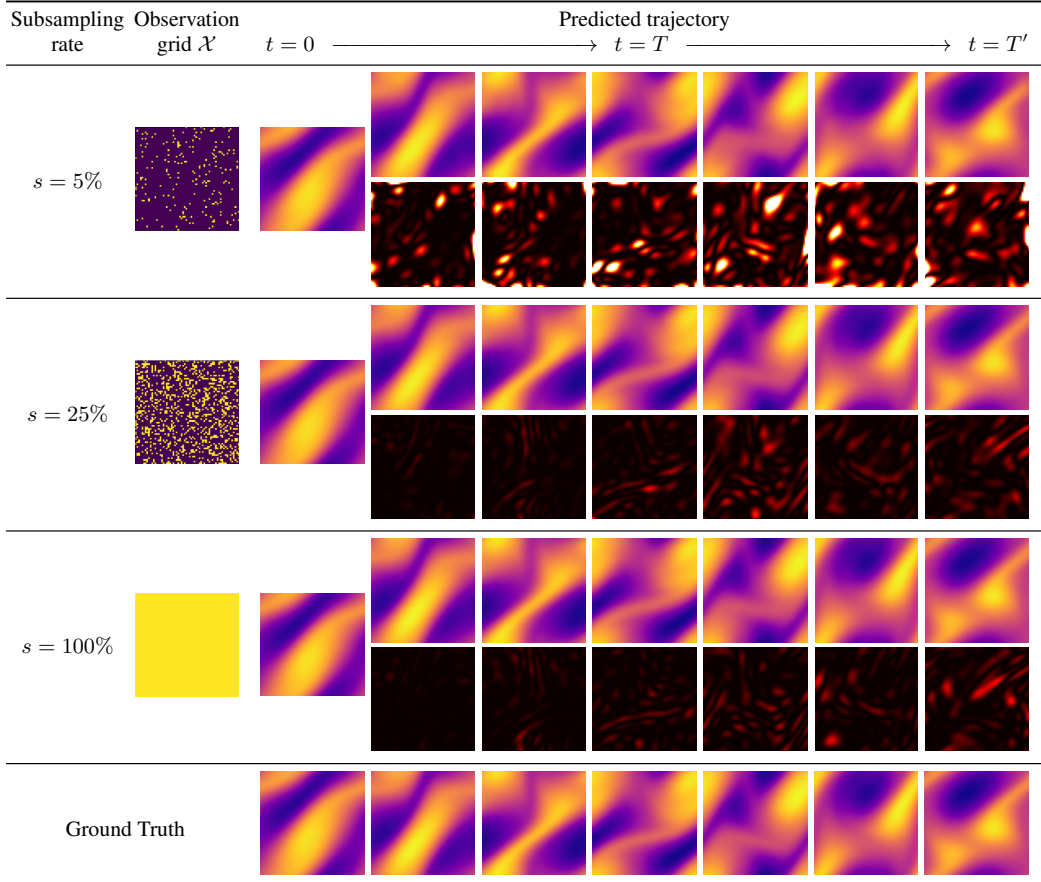 Subsampling rate
Observation grid 𝒳
Predicted trajectory
t = 0 ⟶ t = T ⟶ t = T′
s = 5%
s = 25%
s = 100%
Ground Truth